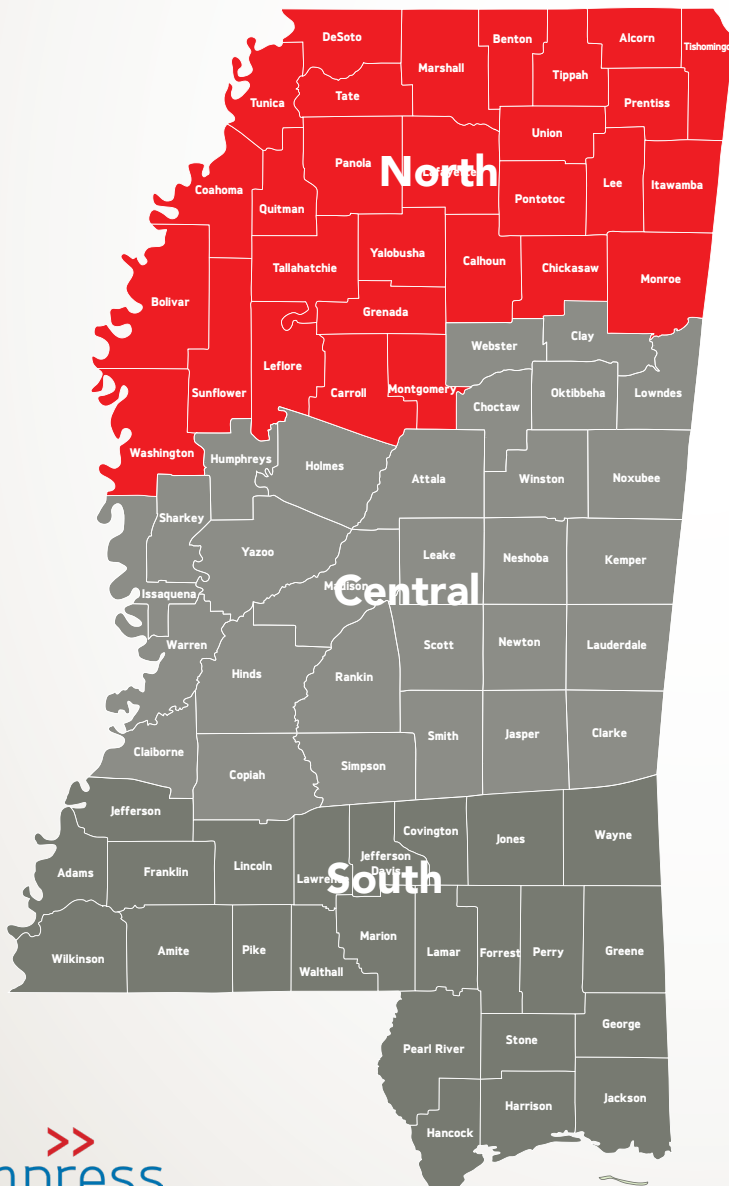 DeSoto
Marshall
Benton
Tippah
Alcorn
Tishomingo
Tunica
Tate
Prentiss
Union
Panola
North
Coahoma
Quitman
Pontotoc
Lee
Itawamba
Tallahatchie
Yalobusha
Calhoun
Chickasaw
Monroe
Bolivar
Grenada
Webster
Clay
Leflore
Sunflower
Carroll
Montgomery
Choctaw
Oktibbeha
Lowndes
Washington
Humphreys
Holmes
Attala
Winston
Noxubee
Sharkey
Yazoo
Leake
Neshoba
Kemper
Issaquena
Madison
Central
Warren
Hinds
Rankin
Scott
Newton
Lauderdale
Claiborne
Copiah
Simpson
Smith
Jasper
Clarke
Jefferson
Covington
Jones
Wayne
Adams
Franklin
Lincoln
Jefferson
Davis
South
Wilkinson
Amite
Pike
Walthall
Marion
Lamar
Forrest
Perry
Greene
Pearl River
Stone
George
Hancock
Harrison
Jackson
press